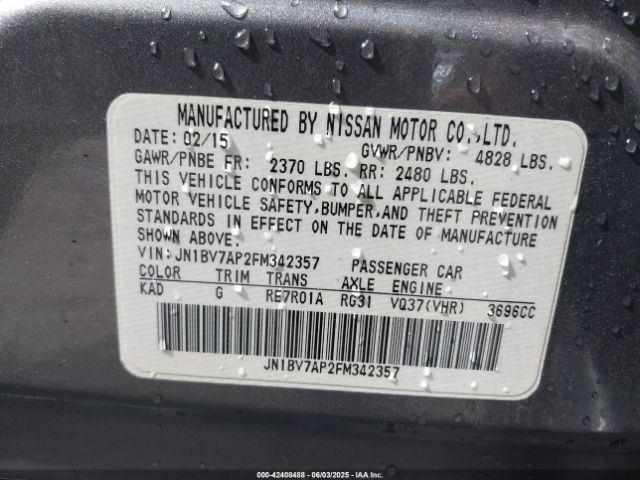 MANUFACTURED BY NISSAN MOTOR CO.,LTD.
DATE: 02/15 GVWR/PNBV: 4828 LBS.
GAWR/PNBE FR: 2370 LBS. RR: 2480 LBS.
THIS VEHICLE CONFORMS TO ALL APPLICABLE FEDERAL
MOTOR VEHICLE SAFETY,BUMPER,AND THEFT PREVENTION
STANDARDS IN EFFECT ON THE DATE OF MANUFACTURE
SHOWN ABOVE.
VIN:JN1BV7AP2FM342357 PASSENGER CAR
COLOR TRIM TRANS AXLE ENGINE
KAD G RE7R01A RG31 VQ37(VHR) 3696CC
JN1BV7AP2FM342357
000-42408488 - 06/03/2025 - IAA Inc.